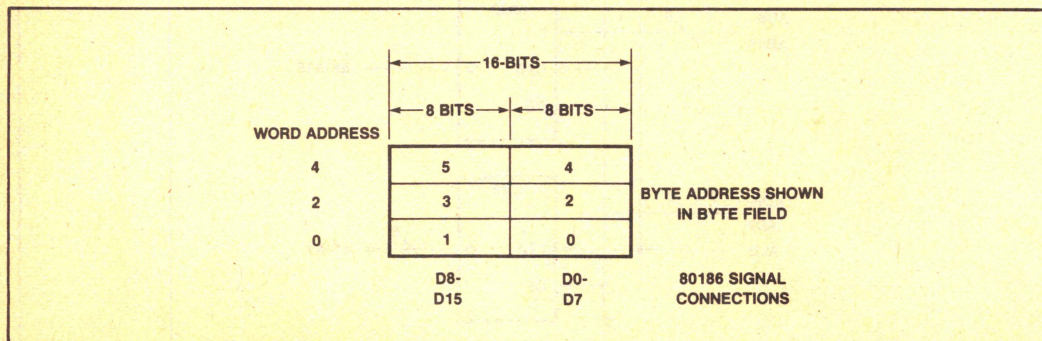 16-BITS
8 BITS 8 BITS
WORD ADDRESS
4 5 4
2 3 2
BYTE ADDRESS SHOWN
IN BYTE FIELD
0 1 0
D8-
D15
D0-
D7
80186 SIGNAL
CONNECTIONS